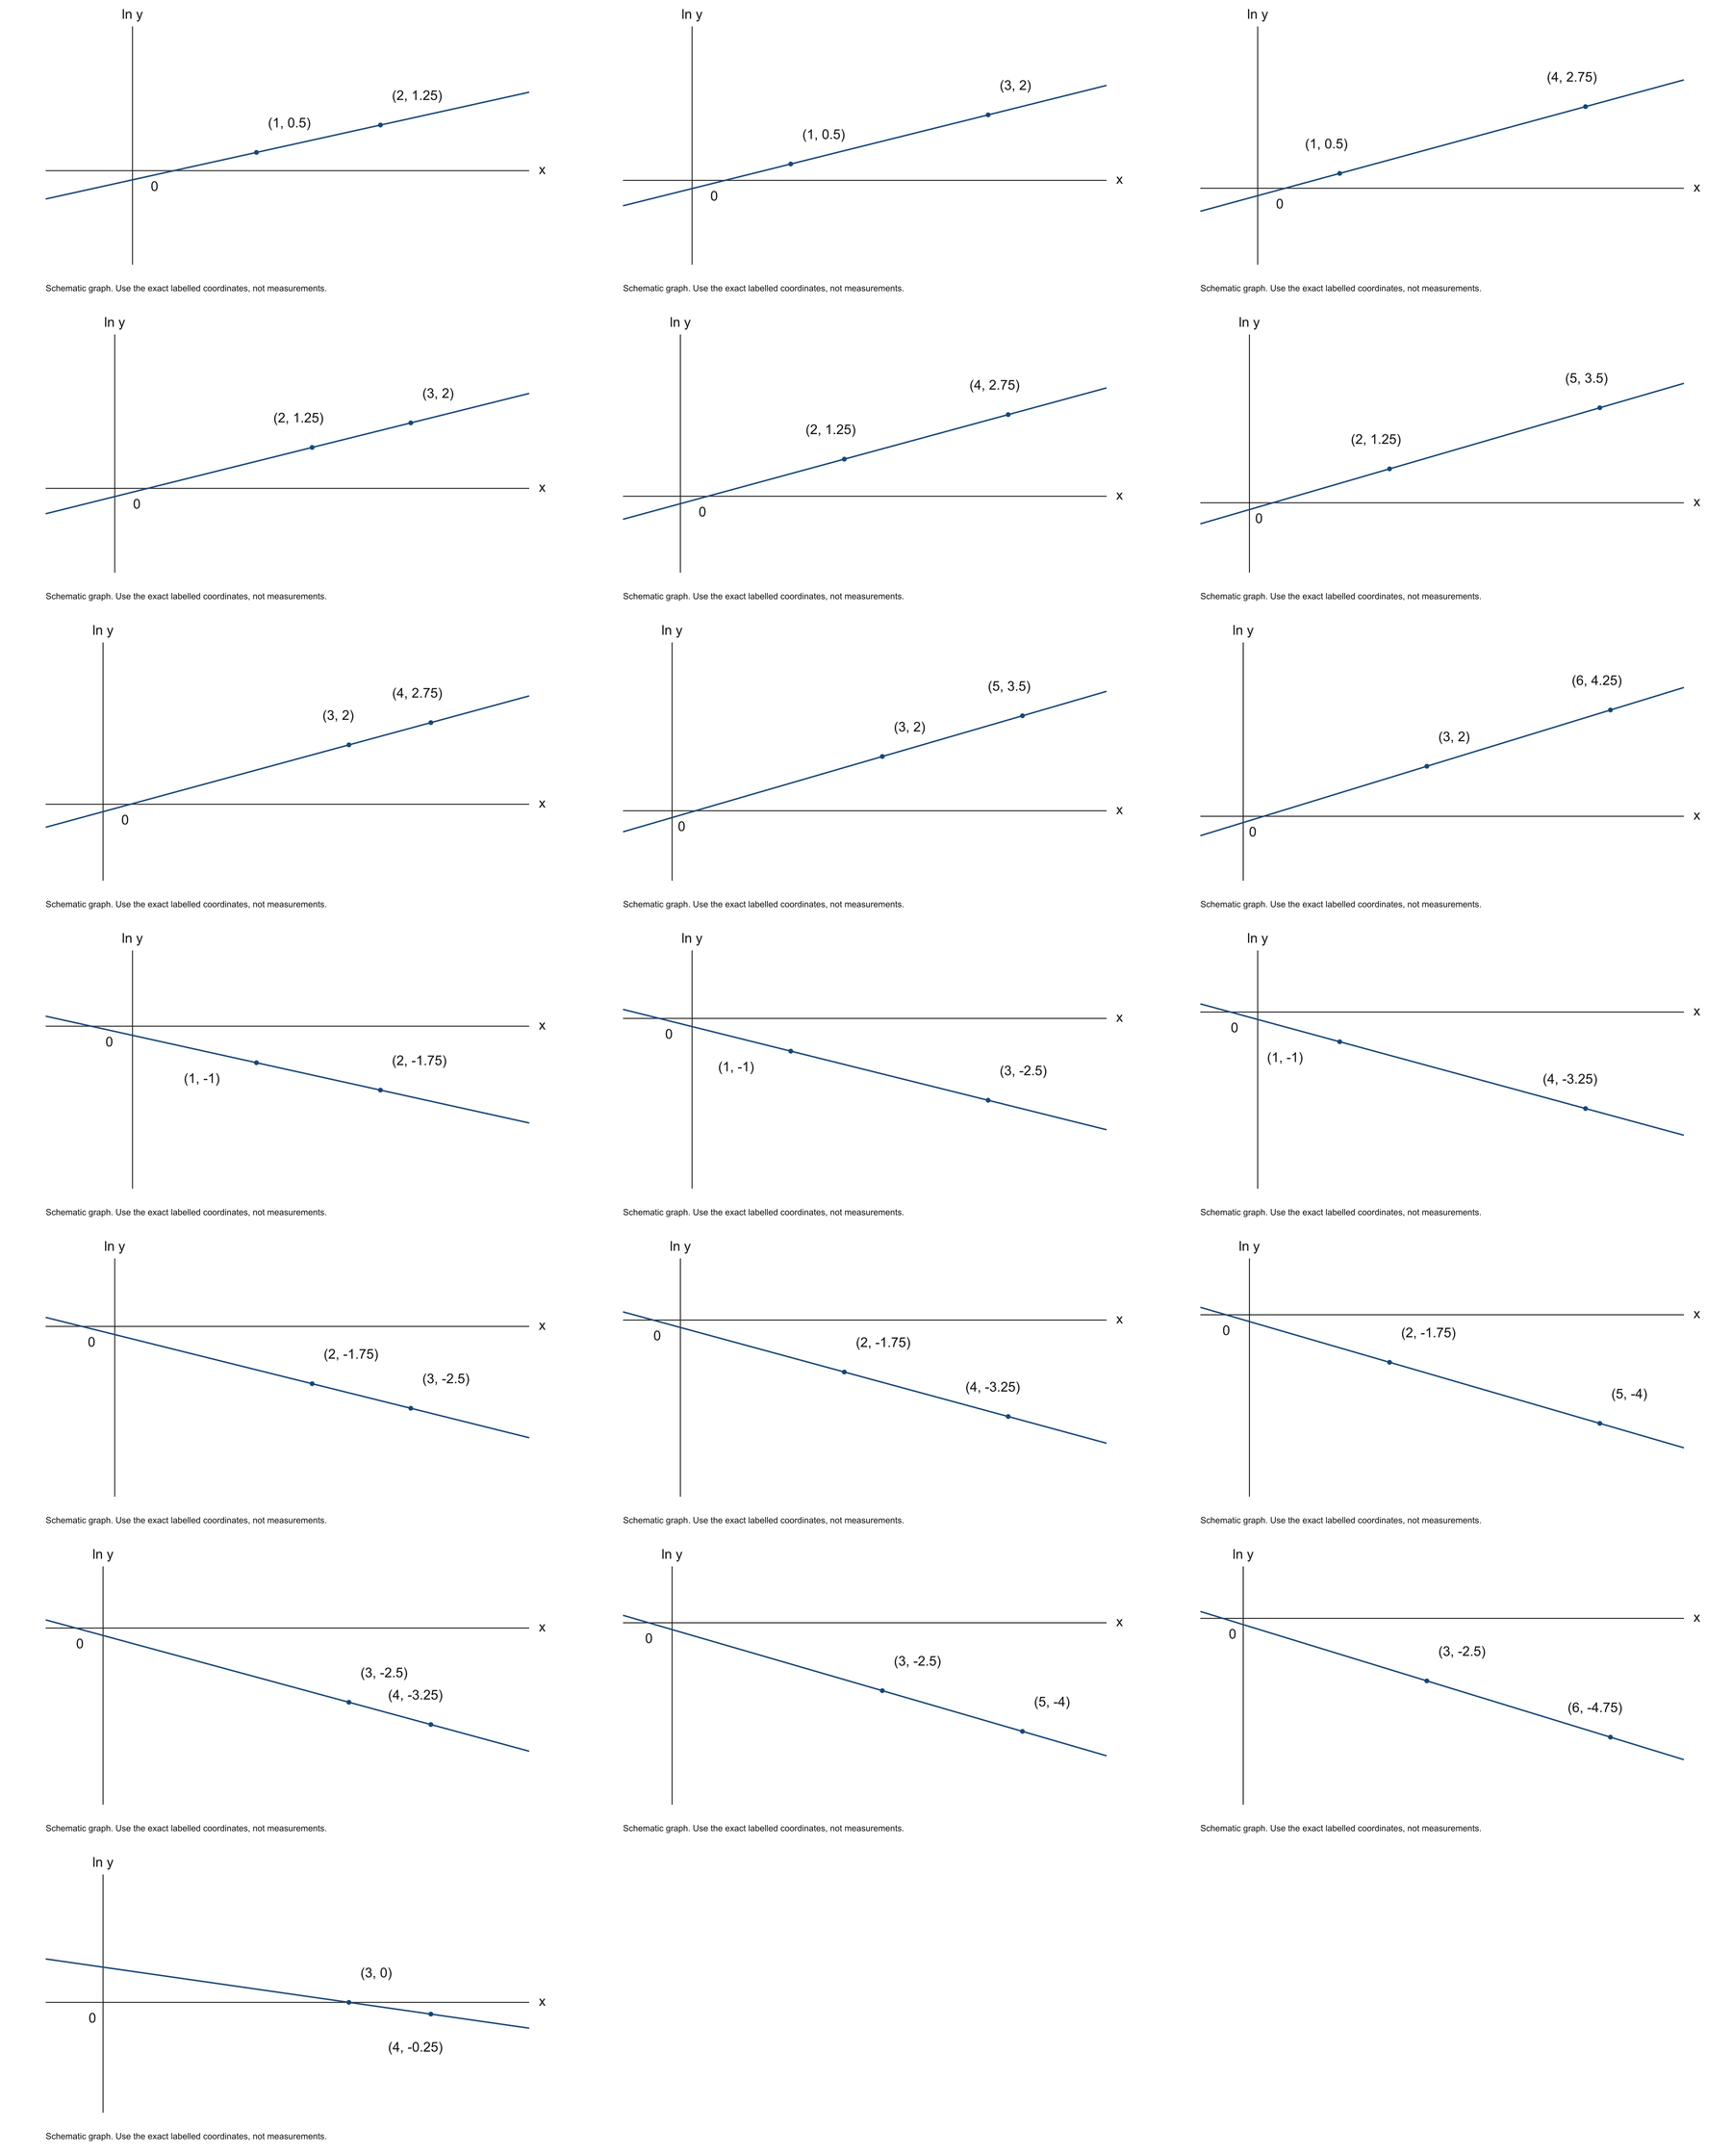 ln y
(2, 1.25)
(1, 0.5)
x
0
Schematic graph. Use the exact labelled coordinates, not measurements.
ln y
(3, 2)
(1, 0.5)
x
0
Schematic graph. Use the exact labelled coordinates, not measurements.
ln y
(4, 2.75)
(1, 0.5)
x
0
Schematic graph. Use the exact labelled coordinates, not measurements.
ln y
(3, 2)
(2, 1.25)
x
0
Schematic graph. Use the exact labelled coordinates, not measurements.
ln y
(4, 2.75)
(2, 1.25)
x
0
Schematic graph. Use the exact labelled coordinates, not measurements.
ln y
(5, 3.5)
(2, 1.25)
x
0
Schematic graph. Use the exact labelled coordinates, not measurements.
ln y
(4, 2.75)
(3, 2)
x
0
Schematic graph. Use the exact labelled coordinates, not measurements.
ln y
(5, 3.5)
(3, 2)
x
0
Schematic graph. Use the exact labelled coordinates, not measurements.
ln y
(6, 4.25)
(3, 2)
x
0
Schematic graph. Use the exact labelled coordinates, not measurements.
ln y
x
0
(2, -1.75)
(1, -1)
Schematic graph. Use the exact labelled coordinates, not measurements.
ln y
x
0
(1, -1)
(3, -2.5)
Schematic graph. Use the exact labelled coordinates, not measurements.
ln y
x
0
(1, -1)
(4, -3.25)
Schematic graph. Use the exact labelled coordinates, not measurements.
ln y
x
0
(2, -1.75)
(3, -2.5)
Schematic graph. Use the exact labelled coordinates, not measurements.
ln y
x
0
(2, -1.75)
(4, -3.25)
Schematic graph. Use the exact labelled coordinates, not measurements.
ln y
x
0
(2, -1.75)
(5, -4)
Schematic graph. Use the exact labelled coordinates, not measurements.
ln y
x
0
(3, -2.5)
(4, -3.25)
Schematic graph. Use the exact labelled coordinates, not measurements.
ln y
x
0
(3, -2.5)
(5, -4)
Schematic graph. Use the exact labelled coordinates, not measurements.
ln y
x
0
(3, -2.5)
(6, -4.75)
Schematic graph. Use the exact labelled coordinates, not measurements.
ln y
(3, 0)
x
0
(4, -0.25)
Schematic graph. Use the exact labelled coordinates, not measurements.